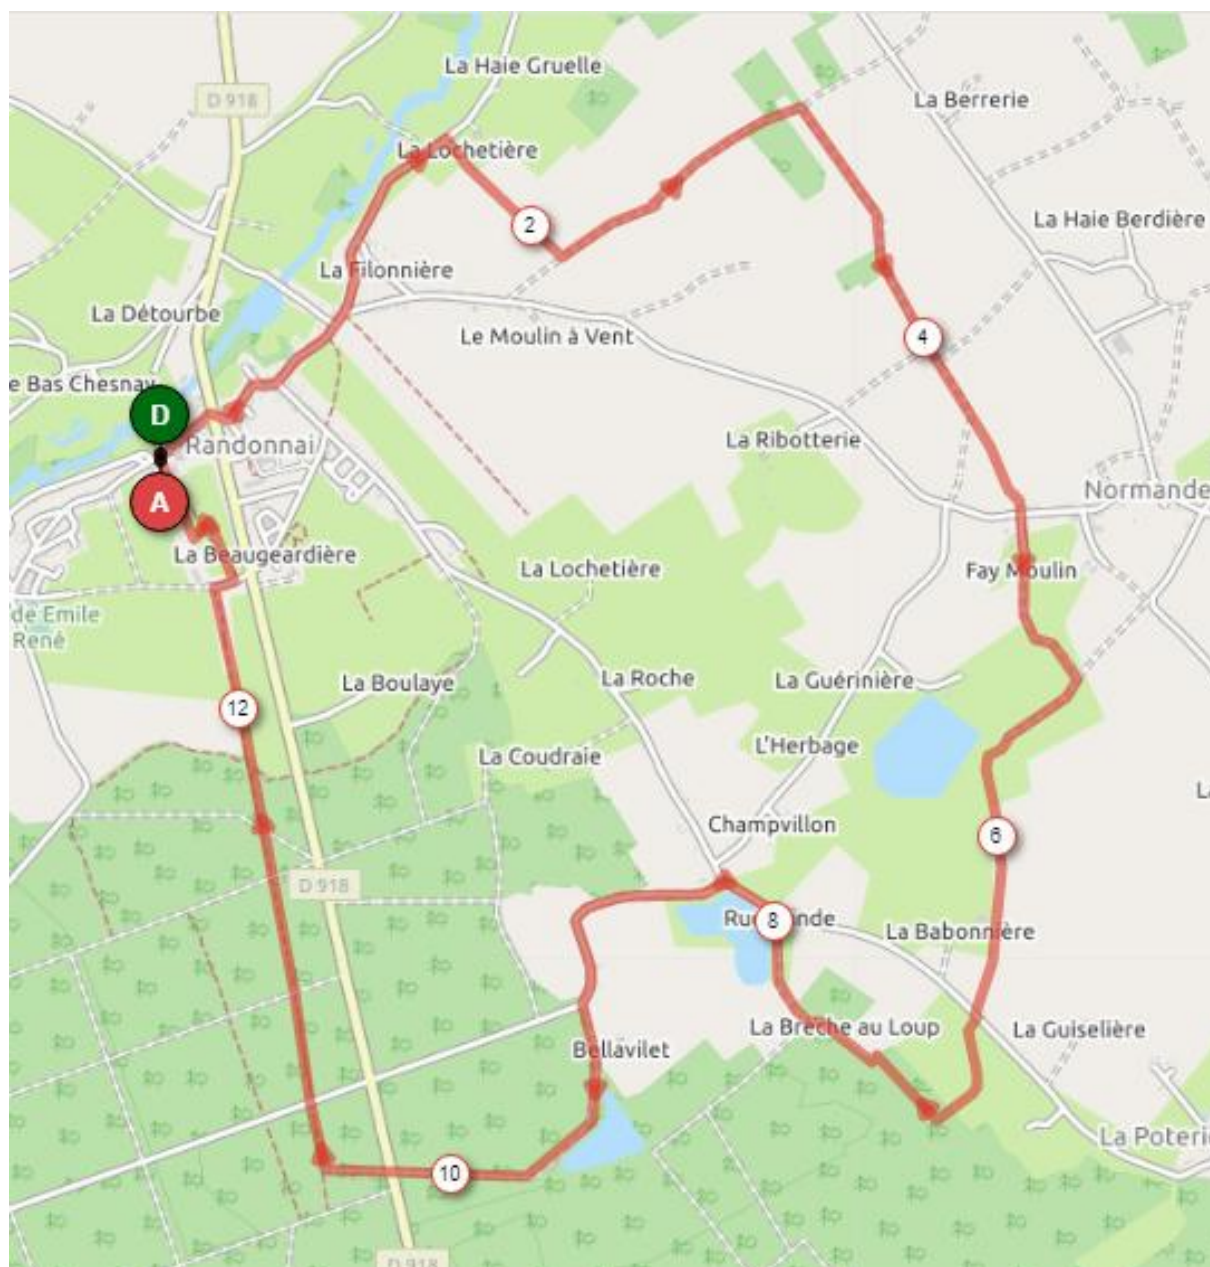 La Haie Gruelle
D 918
La Berrerie
La Lochetière
2
La Haie Berdière
La Filonnière
La Détourbe
Le Moulin à Vent
4
e Bas Chesnay
D
La Ribotterie
Randonnai
Normande
A
La Beaugeardière
La Lochetière
Fay Moulin
de Emile
René
La Boulaye
La Roche
La Guérinière
12
L'Herbage
La Coudraie
La
Champvillon
6
D 918
8
La Babonnière
La Brèche au Loup
La Guiselière
Bellavilet
La Poteri
10
D 918